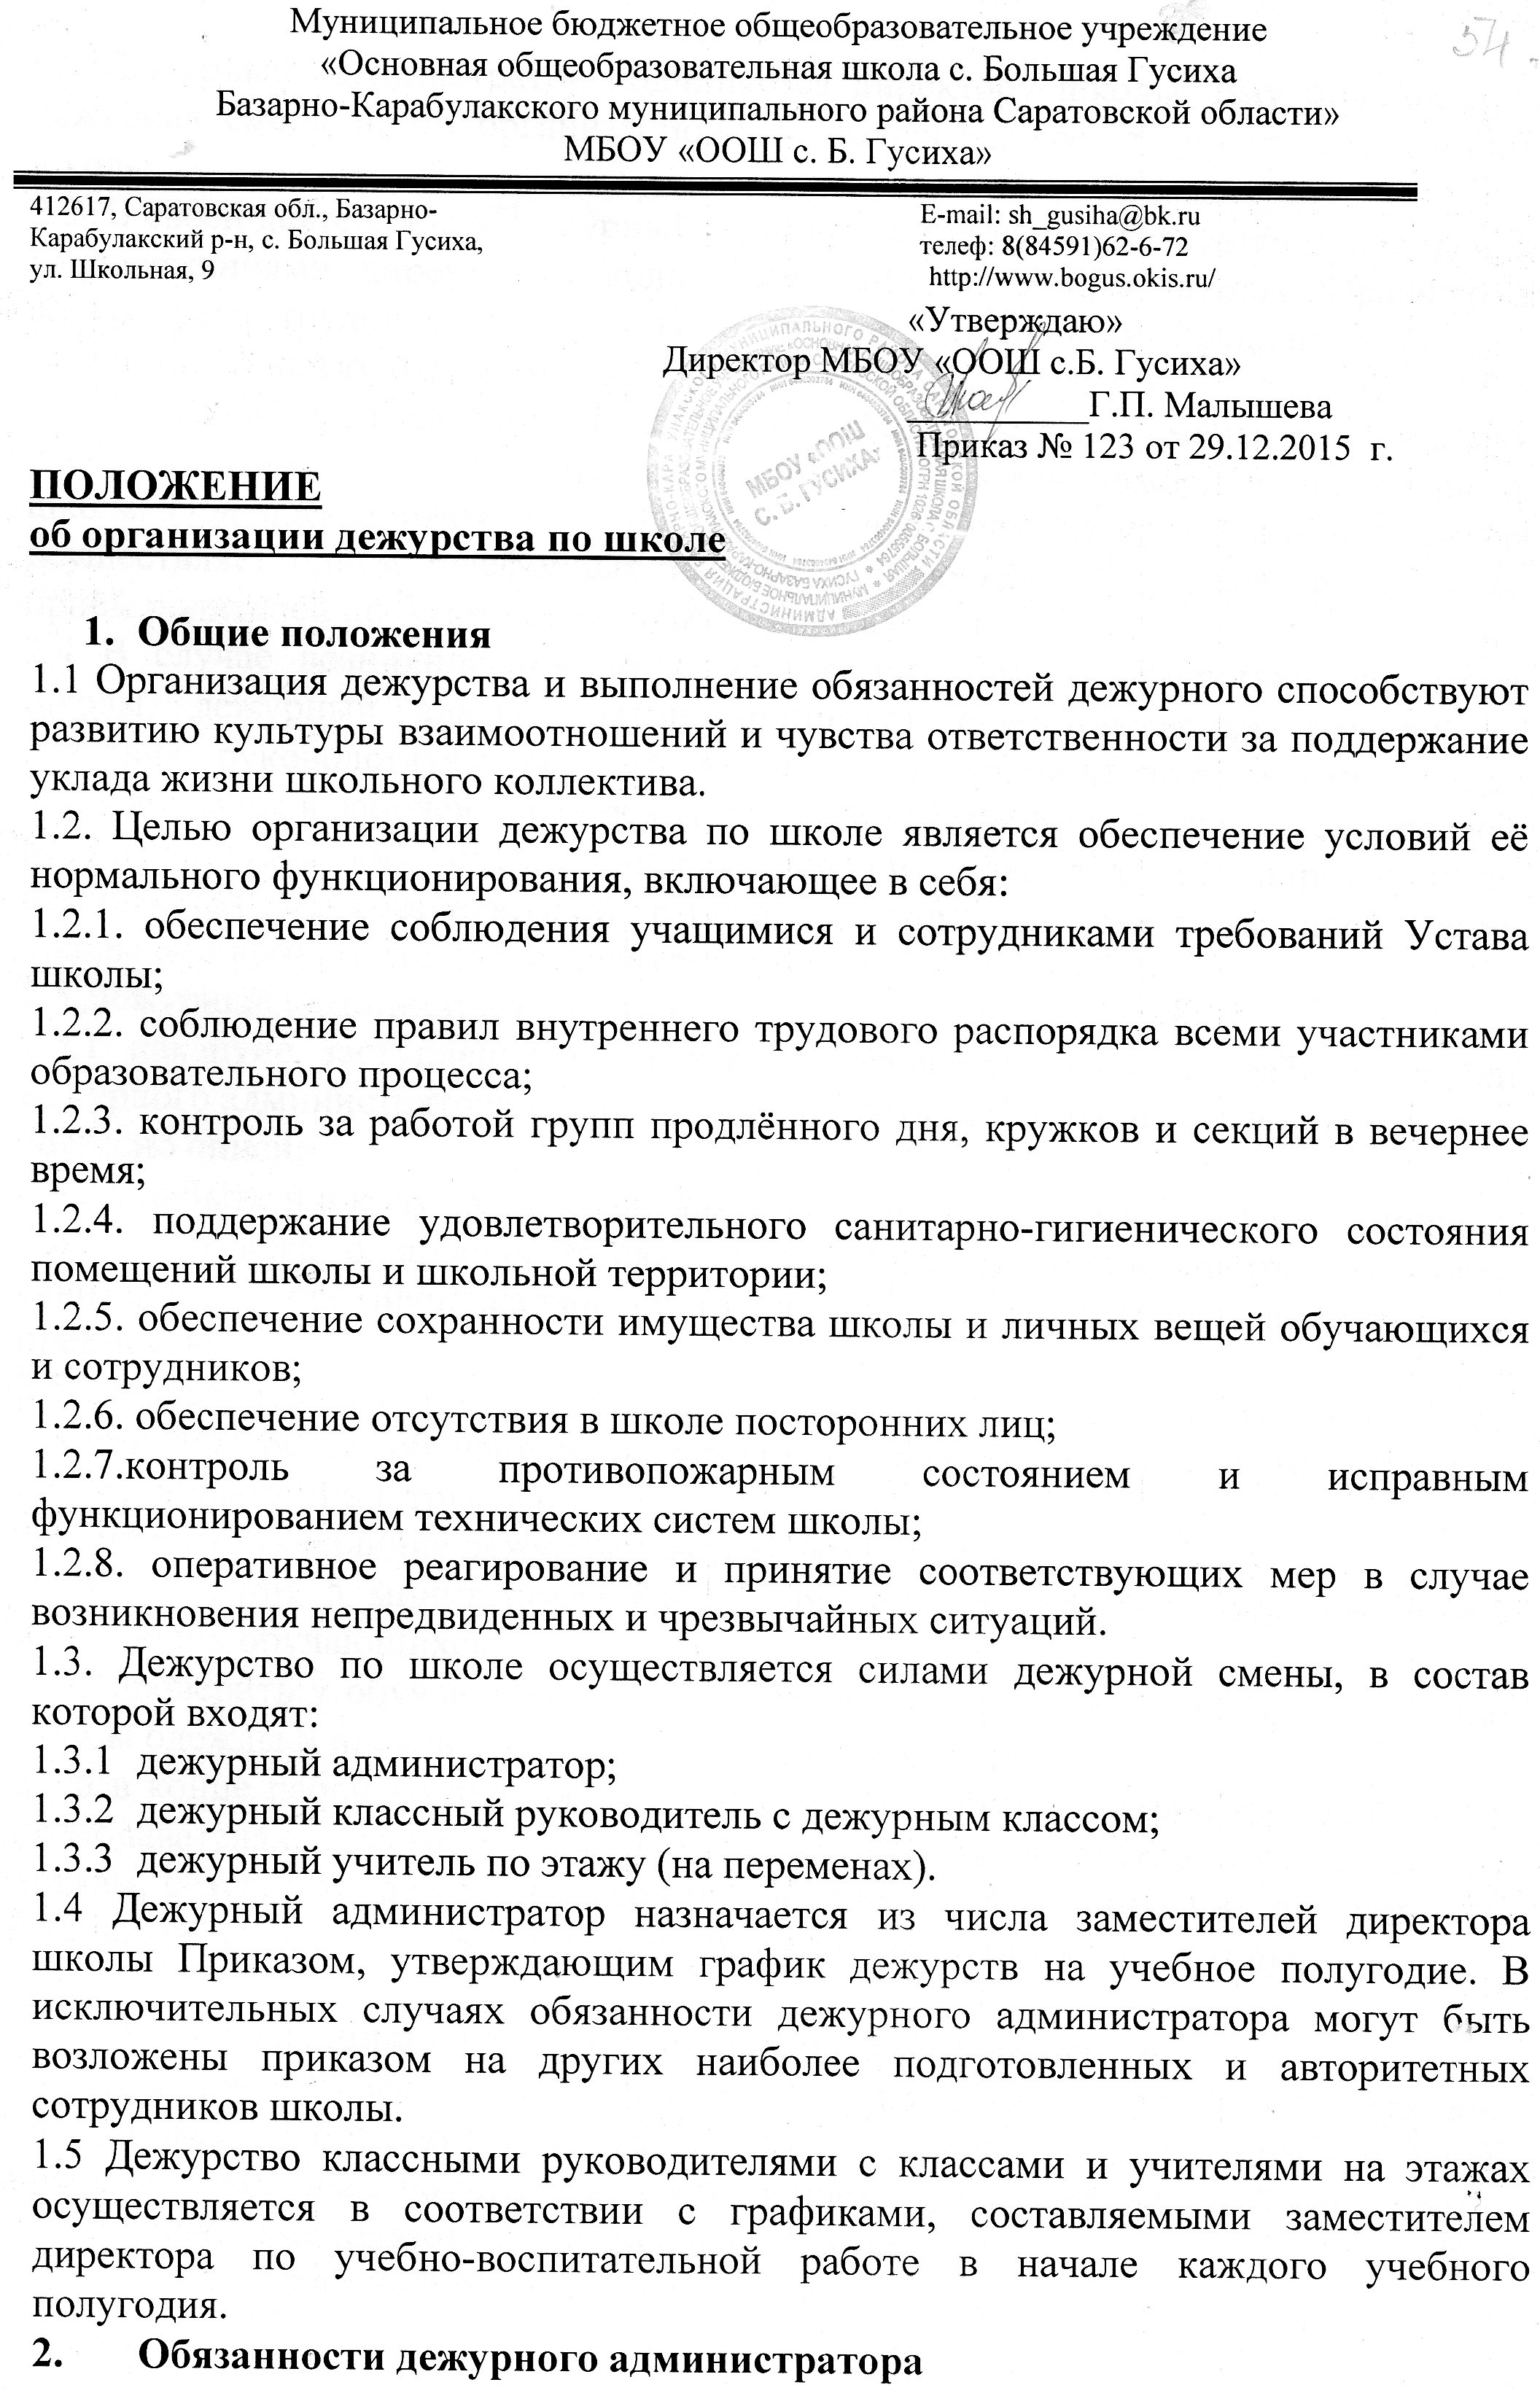 Муниципальное бюджетное общеобразовательное учреждение
54.
«Основная общеобразовательная школа с. Большая Гусиха
Базарно-Карабулакского муниципального района Саратовской области»
МБОУ «ООШ с. Б. Гусиха»
412617, Саратовская обл., Базарно-
Карабулакский р-н, с. Большая Гусиха,
ул. Школьная, 9
E-mail: sh_gusiha@bk.ru
телеф: 8(84591)62-6-72
http://www.bogus.okis.ru/
«Утверждаю»
Директор МБОУ «ООШ с.Б. Гусиха»
Г.П. Малышева
Приказ № 123 от 29.12.2015 г.
МБОУ «ООШ
С. Б. ГУСИХА»
ПОЛОЖЕНИЕ
об организации дежурства по школе
1. Общие положения
1.1 Организация дежурства и выполнение обязанностей дежурного способствуют
развитию культуры взаимоотношений и чувства ответственности за поддержание
уклада жизни школьного коллектива.
1.2. Целью организации дежурства по школе является обеспечение условий её
нормального функционирования, включающее в себя:
1.2.1. обеспечение соблюдения учащимися и сотрудниками требований Устава
школы;
1.2.2. соблюдение правил внутреннего трудового распорядка всеми участниками
образовательного процесса;
1.2.3. контроль за работой групп продлённого дня, кружков и секций в вечернее
время;
1.2.4. поддержание удовлетворительного санитарно-гигиенического состояния
помещений школы и школьной территории;
1.2.5. обеспечение сохранности имущества школы и личных вещей обучающихся
и сотрудников;
1.2.6. обеспечение отсутствия в школе посторонних лиц;
1.2.7.контроль за противопожарным состоянием и исправным
функционированием технических систем школы;
1.2.8. оперативное реагирование и принятие соответствующих мер в случае
возникновения непредвиденных и чрезвычайных ситуаций.
1.3. Дежурство по школе осуществляется силами дежурной смены, в состав
которой входят:
1.3.1 дежурный администратор;
1.3.2 дежурный классный руководитель с дежурным классом;
1.3.3 дежурный учитель по этажу (на переменах).
1.4 Дежурный администратор назначается из числа заместителей директора
школы Приказом, утверждающим график дежурств на учебное полугодие. В
исключительных случаях обязанности дежурного администратора могут быть
возложены приказом на других наиболее подготовленных и авторитетных
сотрудников школы.
1.5 Дежурство классными руководителями с классами и учителями на этажах
осуществляется в соответствии с графиками, составляемыми заместителем
директора по учебно-воспитательной работе в начале каждого учебного
полугодия.
2. Обязанности дежурного администратора